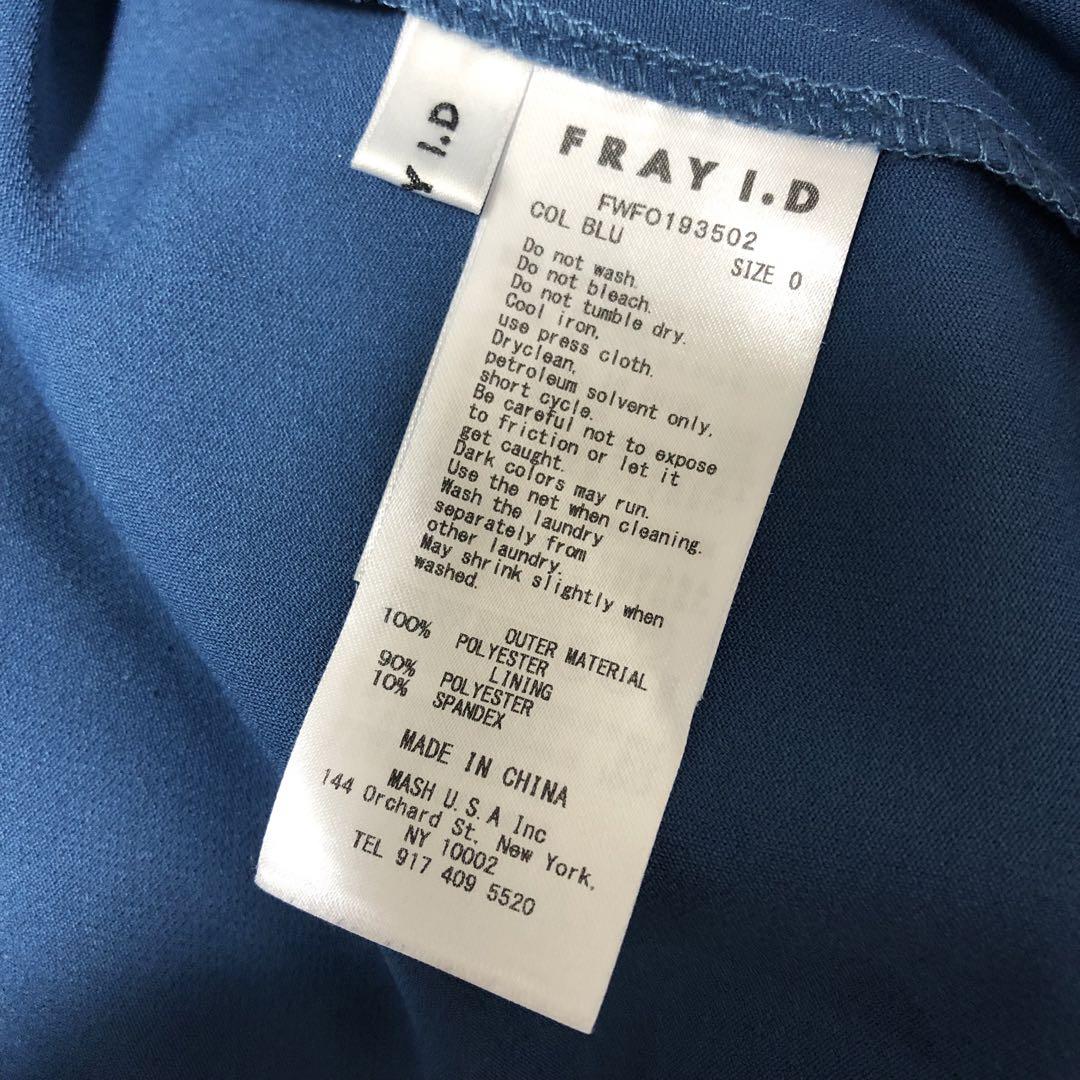 Y I.D
FRAY I.D
FWFO193502
COL BLU
SIZE 0
Do not wash.
Do not bleach.
Do not tumble dry.
Cool iron,
use press cloth.
Dryclean,
petroleum solvent only,
short cycle.
Be careful not to expose
to friction or let it
get caught.
Dark colors may run.
Use the net when cleaning.
Wash the laundry
separately from
other laundry.
May shrink slightly when
washed.
OUTER MATERIAL
100% POLYESTER
LINING
90% POLYESTER
10% SPANDEX
MADE IN CHINA
MASH U.S.A Inc
144 Orchard St. New York,
NY 10002
TEL 917 409 5520